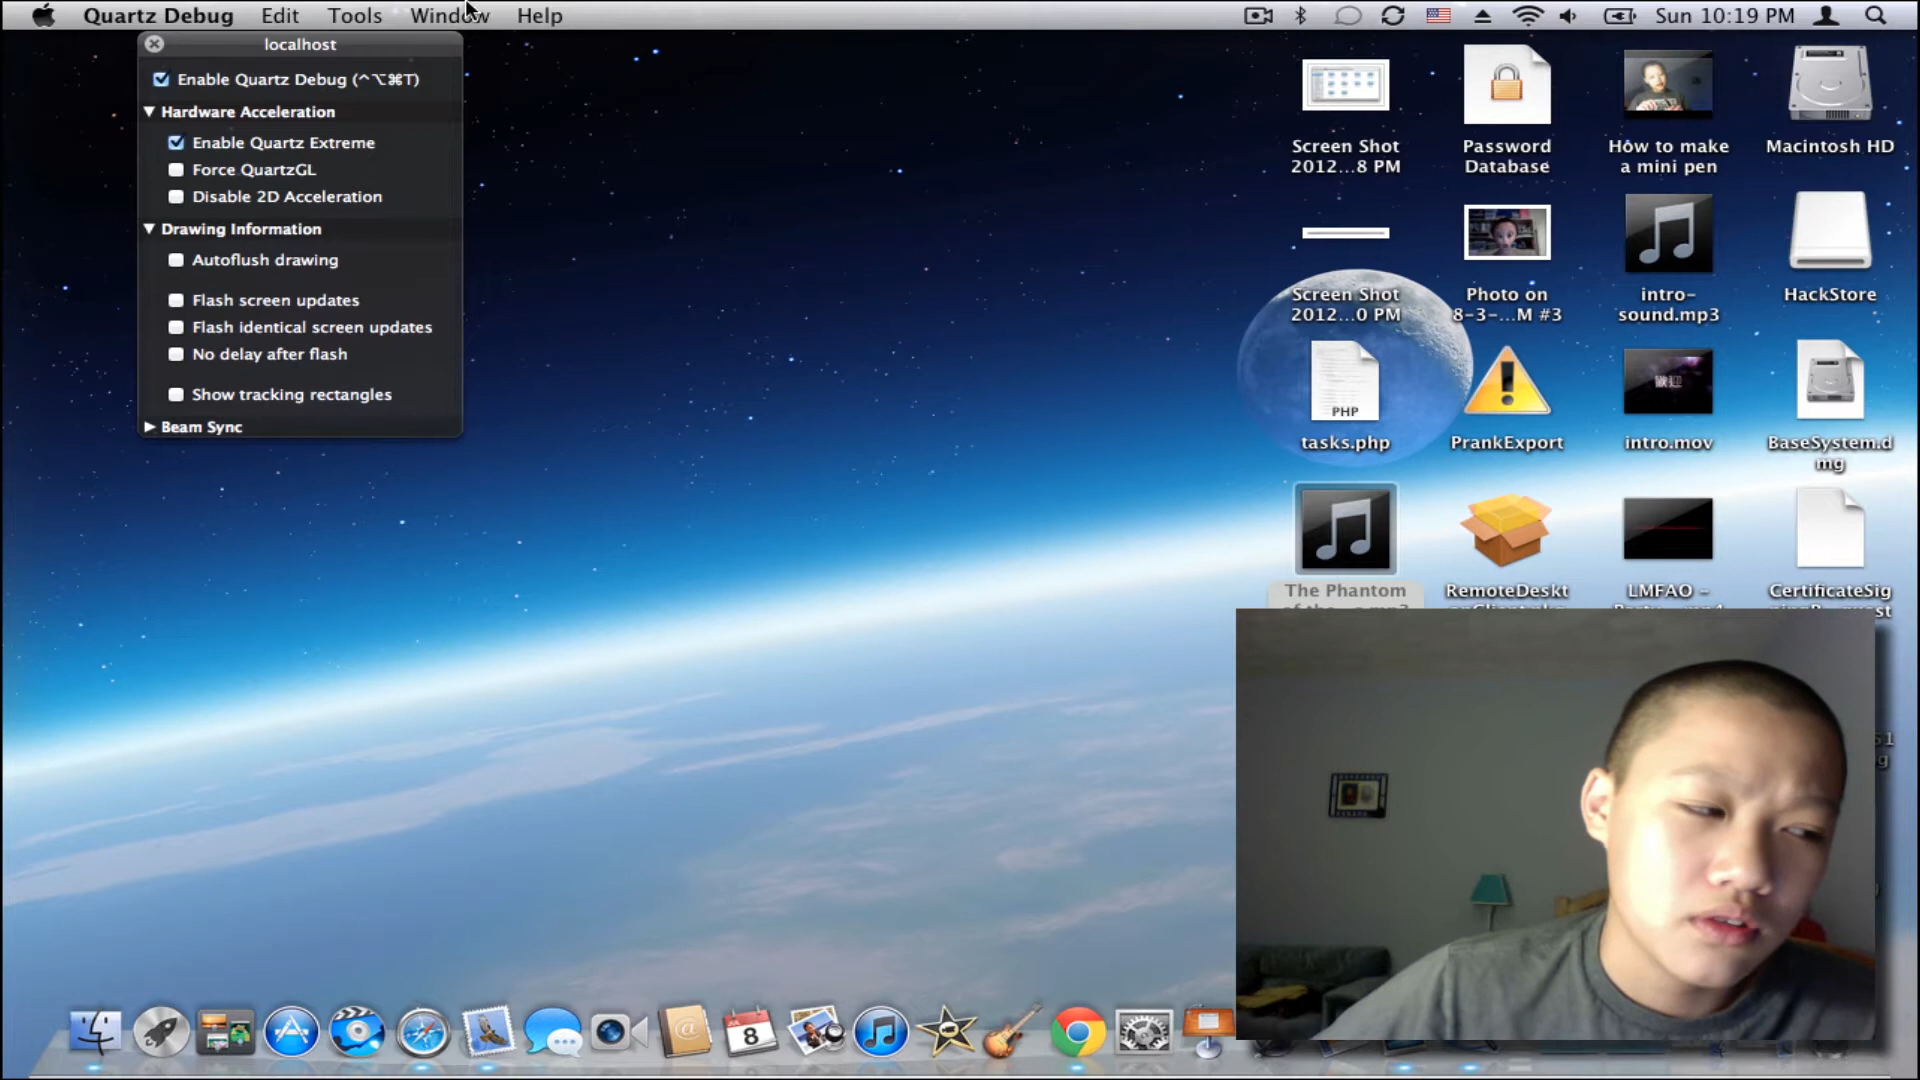 Quartz Debug Edit Tools Window Help
Sun 10:19 PM
localhost
Enable Quartz Debug (^⌥⌘T)
Hardware Acceleration
Enable Quartz Extreme
Force QuartzGL
Disable 2D Acceleration
Drawing Information
Autoflush drawing
Flash screen updates
Flash identical screen updates
No delay after flash
Show tracking rectangles
Beam Sync
Screen Shot
2012...8 PM
Password
Database
How to make
a mini pen
Macintosh HD
Screen Shot
2012...0 PM
Photo on
8-3-...M #3
intro-
sound.mp3
HackStore
PHP
tasks.php
PrankExport
intro.mov
BaseSystem.d
mg
The Phantom
RemoteDeskt
LMFAO -
CertificateSig
8